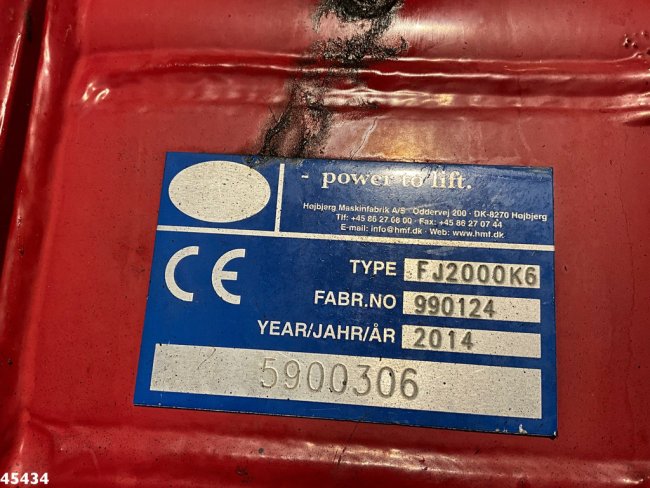 - power to lift.
Højbjerg Maskinfabrik A/S · Oddervej 200 · DK-8270 Højbjerg
Tlf: +45 86 27 08 00 · Fax: +45 86 27 07 44
E-mail: info@hmf.dk · Web: www.hmf.dk
CE
TYPE FJ2000K6
FABR.NO 990124
YEAR/JAHR/ÅR 2014
5900306
45434